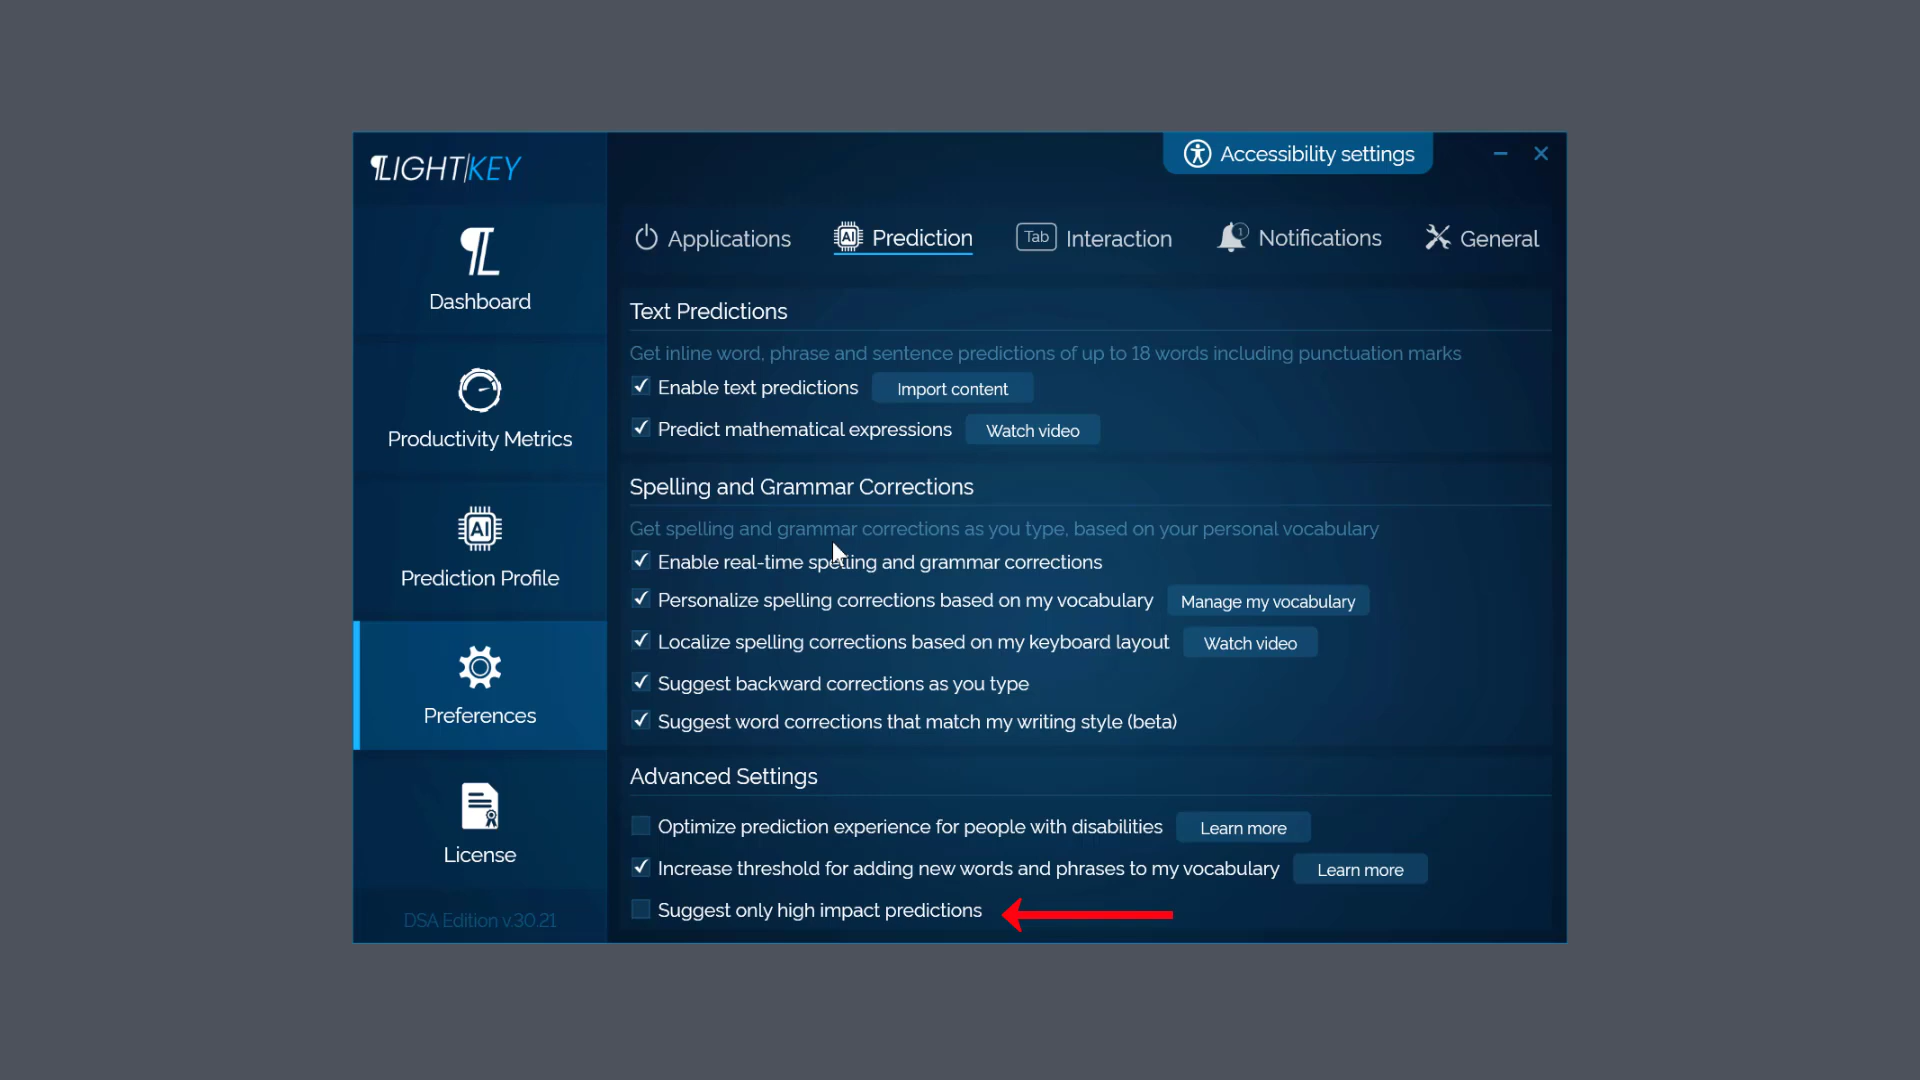 LIGHT|KEY
Accessibility settings
Dashboard
Productivity Metrics
AI
Prediction Profile
Preferences
License
DSA Edition v.30.21
Applications
AI Prediction
Tab Interaction
1 Notifications
General
Text Predictions
Get inline word, phrase and sentence predictions of up to 18 words including punctuation marks
Enable text predictions Import content
Predict mathematical expressions Watch video
Spelling and Grammar Corrections
Get spelling and grammar corrections as you type, based on your personal vocabulary
Enable real-time spelling and grammar corrections
Personalize spelling corrections based on my vocabulary Manage my vocabulary
Localize spelling corrections based on my keyboard layout Watch video
Suggest backward corrections as you type
Suggest word corrections that match my writing style (beta)
Advanced Settings
Optimize prediction experience for people with disabilities Learn more
Increase threshold for adding new words and phrases to my vocabulary Learn more
Suggest only high impact predictions